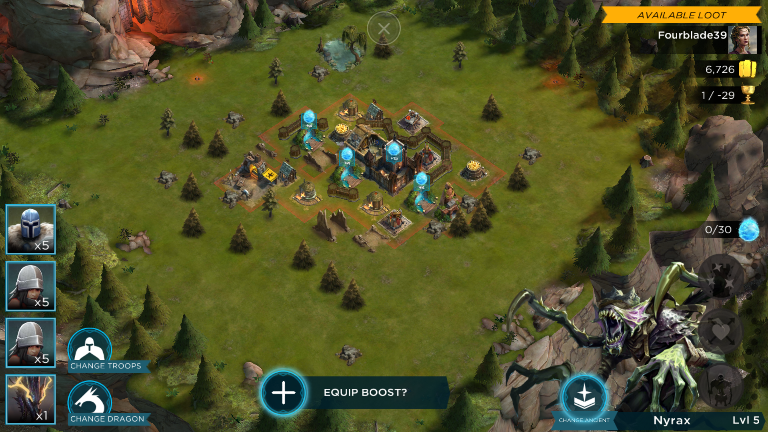 AVAILABLE LOOT
Fourblade39
6,726
1 / -29
0/30
x5
x5
x5
x1
CHANGE TROOPS
CHANGE DRAGON
EQUIP BOOST?
CHANGE ANCIENT
Nyrax Lvl 5